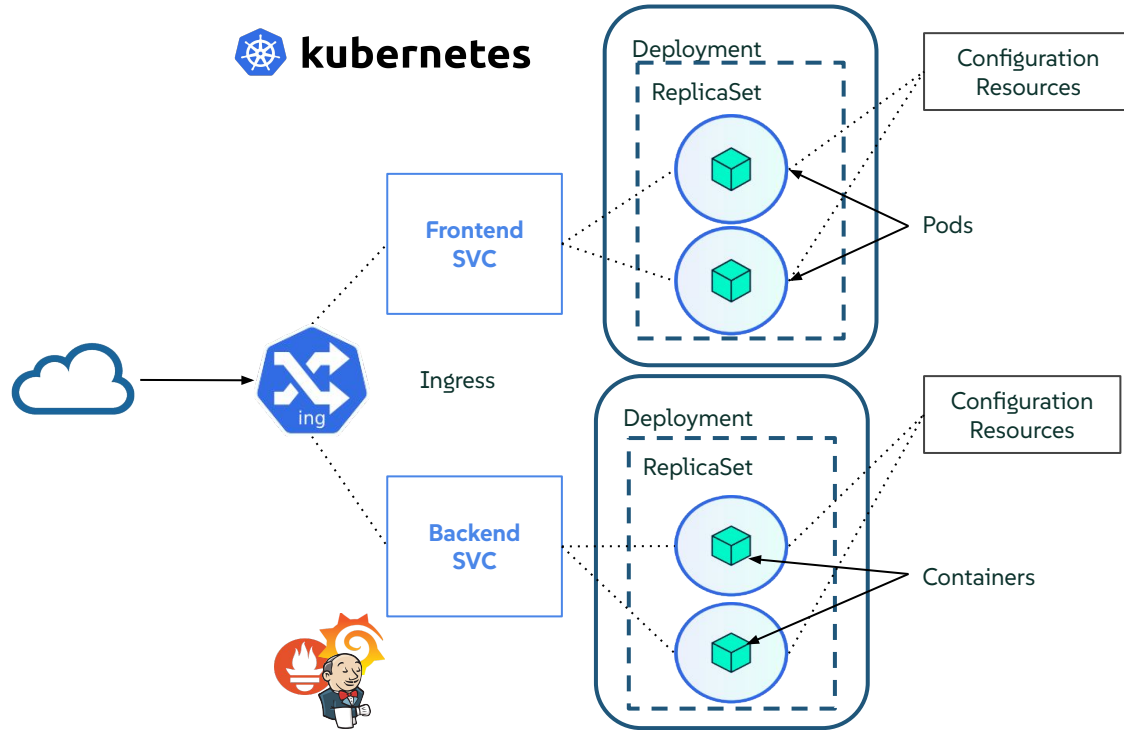 kubernetes
Deployment
ReplicaSet
Configuration
Resources
Frontend
SVC
Pods
ing
Ingress
Deployment
ReplicaSet
Configuration
Resources
Backend
SVC
Containers